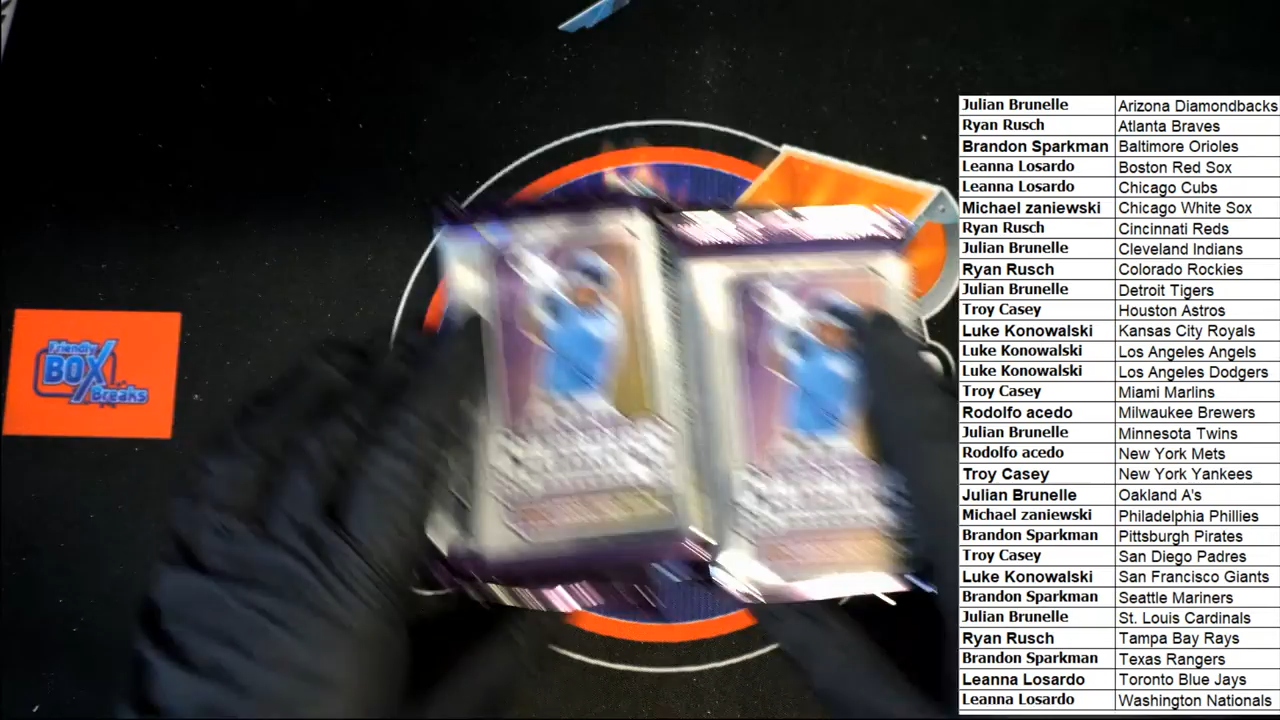 Friendly
BOX
Breaks
Julian Brunelle Arizona Diamondbacks
Ryan Rusch Atlanta Braves
Brandon Sparkman Baltimore Orioles
Leanna Losardo Boston Red Sox
Leanna Losardo Chicago Cubs
Michael zaniewski Chicago White Sox
Ryan Rusch Cincinnati Reds
Julian Brunelle Cleveland Indians
Ryan Rusch Colorado Rockies
Julian Brunelle Detroit Tigers
Troy Casey Houston Astros
Luke Konowalski Kansas City Royals
Luke Konowalski Los Angeles Angels
Luke Konowalski Los Angeles Dodgers
Troy Casey Miami Marlins
Rodolfo acedo Milwaukee Brewers
Julian Brunelle Minnesota Twins
Rodolfo acedo New York Mets
Troy Casey New York Yankees
Julian Brunelle Oakland A's
Michael zaniewski Philadelphia Phillies
Brandon Sparkman Pittsburgh Pirates
Troy Casey San Diego Padres
Luke Konowalski San Francisco Giants
Brandon Sparkman Seattle Mariners
Julian Brunelle St. Louis Cardinals
Ryan Rusch Tampa Bay Rays
Brandon Sparkman Texas Rangers
Leanna Losardo Toronto Blue Jays
Leanna Losardo Washington Nationals